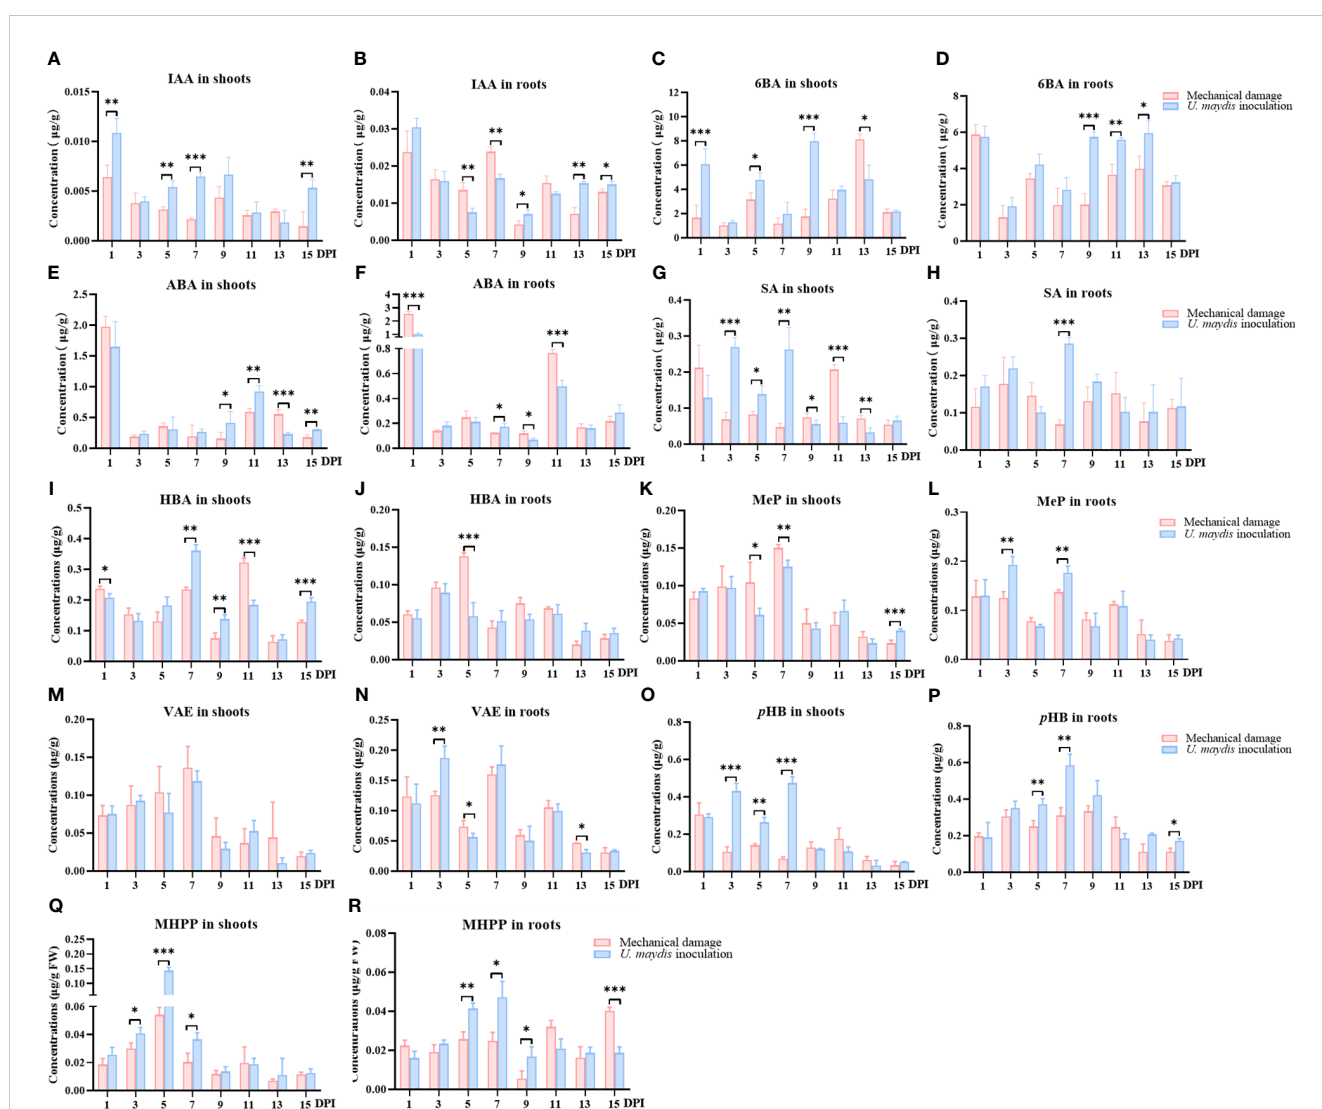 A
IAA in shoots
Concentration ( µg/g)
0.015
0.010
0.005
0.000
** ** *** **
1 3 5 7 9 11 13 15 DPI
B
IAA in roots
Concentration ( µg/g)
0.04
0.03
0.02
0.01
0.00
** ** * ** *
1 3 5 7 9 11 13 15 DPI
C
6BA in shoots
Concentration ( µg/g)
12
10
8
6
4
2
0
*** * *** *
1 3 5 7 9 11 13 15 DPI
D
6BA in roots
Concentration ( µg/g)
8
6
4
2
0
*** ** *
1 3 5 7 9 11 13 15 DPI
Mechanical damage
U. maydis inoculation
E
ABA in shoots
Concentration ( µg/g)
2.5
2.0
1.5
1.0
0.5
0.0
* ** *** **
1 3 5 7 9 11 13 15 DPI
F
ABA in roots
Concentration ( µg/g)
4
3
2
1
0.8
0.6
0.4
0.2
0.0
*** * * ***
1 3 5 7 9 11 13 15 DPI
G
SA in shoots
Concentration ( µg/g)
0.4
0.3
0.2
0.1
0.0
*** * ** * *** **
1 3 5 7 9 11 13 15 DPI
H
SA in roots
Concentration ( µg/g)
0.4
0.3
0.2
0.1
0.0
***
1 3 5 7 9 11 13 15 DPI
Mechanical damage
U. maydis inoculation
I
HBA in shoots
Concentrations (µg/g)
0.5
0.4
0.3
0.2
0.1
0.0
* ** ** *** ***
1 3 5 7 9 11 13 15 DPI
J
HBA in roots
Concentrations (µg/g)
0.20
0.15
0.10
0.05
0.00
***
1 3 5 7 9 11 13 15 DPI
K
MeP in shoots
Concentrations (µg/g)
0.20
0.15
0.10
0.05
0.00
* ** ***
1 3 5 7 9 11 13 15 DPI
L
MeP in roots
Concentrations (µg/g)
0.3
0.2
0.1
0.0
** **
1 3 5 7 9 11 13 15 DPI
Mechanical damage
U. maydis inoculation
M
VAE in shoots
Concentrations (µg/g)
0.20
0.15
0.10
0.05
0.00
1 3 5 7 9 11 13 15 DPI
N
VAE in roots
Concentrations (µg/g)
0.25
0.20
0.15
0.10
0.05
0.00
** * *
1 3 5 7 9 11 13 15 DPI
O
pHB in shoots
Concentrations (µg/g)
0.8
0.6
0.4
0.2
0.0
*** ** ***
1 3 5 7 9 11 13 15 DPI
P
pHB in roots
Concentrations (µg/g)
0.8
0.6
0.4
0.2
0.0
** ** *
1 3 5 7 9 11 13 15 DPI
Mechanical damage
U. maydis inoculation
Q
MHPP in shoots
Concentrations (µg/g FW)
0.25
0.20
0.15
0.10
0.06
0.04
0.02
0.00
* *** *
1 3 5 7 9 11 13 15 DPI
R
MHPP in roots
Concentrations (µg/g FW)
0.08
0.06
0.04
0.02
0.00
** * * ***
1 3 5 7 9 11 13 15 DPI
Mechanical damage
U. maydis inoculation